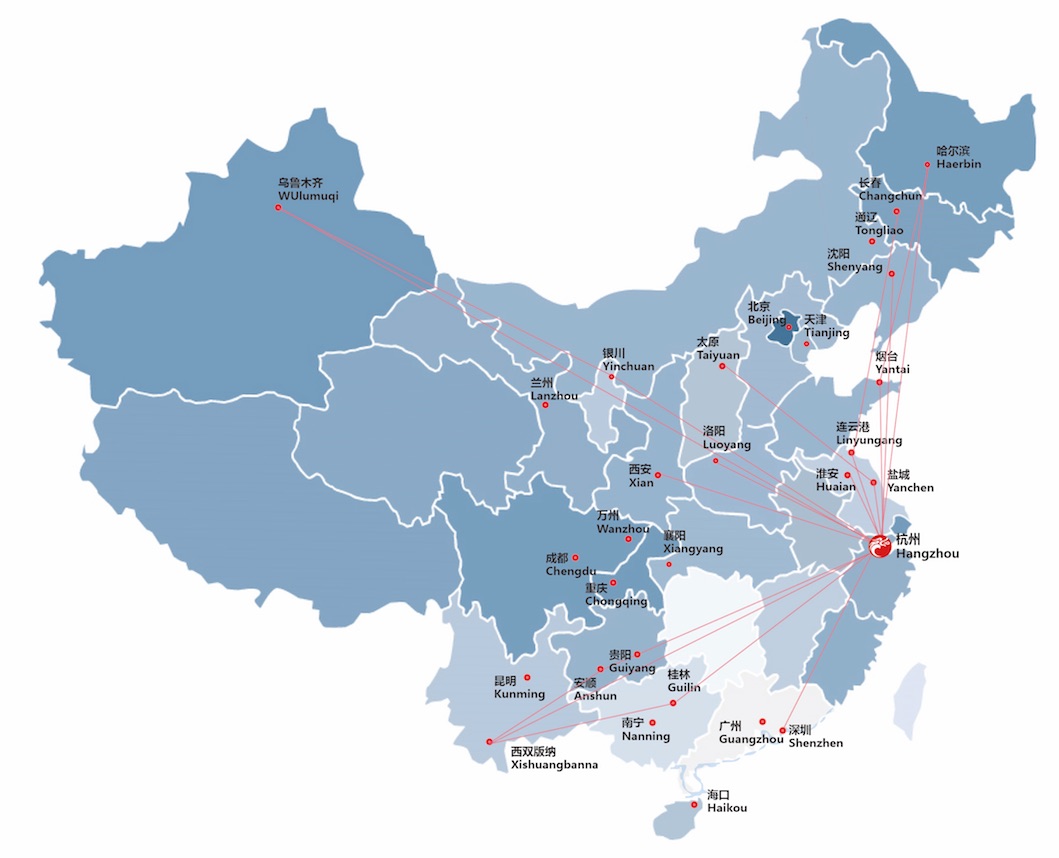 哈尔滨
Haerbin
乌鲁木齐
WUlumuqi
长春
Changchun
通辽
Tongliao
沈阳
Shenyang
北京
Beijing
天津
Tianjing
太原
Taiyuan
银川
Yinchuan
烟台
Yantai
兰州
Lanzhou
连云港
Linyungang
洛阳
Luoyang
西安
Xian
淮安
Huaian
盐城
Yanchen
万州
Wanzhou
襄阳
Xiangyang
杭州
Hangzhou
成都
Chengdu
重庆
Chongqing
贵阳
Guiyang
桂林
Guilin
昆明
Kunming
安顺
Anshun
南宁
Nanning
广州
Guangzhou
深圳
Shenzhen
西双版纳
Xishuangbanna
海口
Haikou